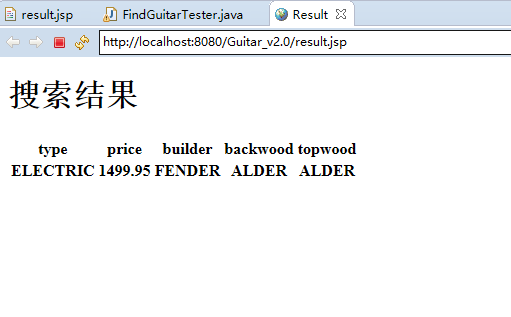 result.jsp FindGuitarTester.java Result
http://localhost:8080/Guitar_v2.0/result.jsp
搜索结果
type price builder backwood topwood
ELECTRIC 1499.95 FENDER ALDER ALDER